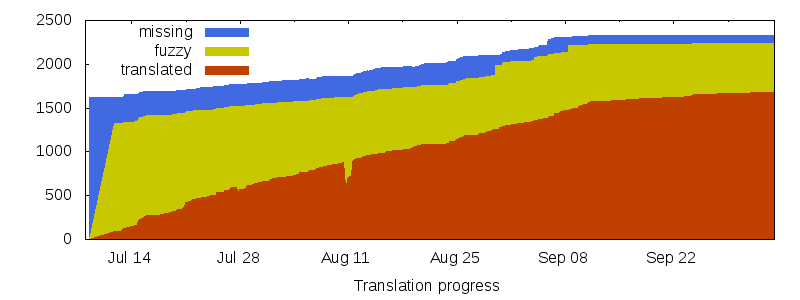 2500
missing
fuzzy
2000
translated
1500
1000
500
0
Jul 14 Jul 28 Aug 11 Aug 25 Sep 08 Sep 22
Translation progress